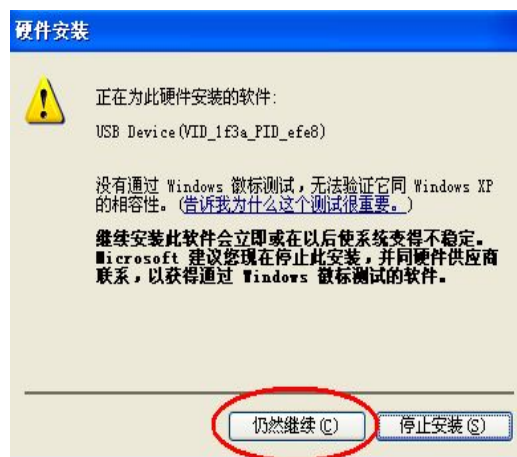 硬件安装
正在为此硬件安装的软件:
USB Device(VID_1f3a_PID_efe8)
没有通过 Windows 徽标测试，无法验证它同 Windows XP
的相容性。(告诉我为什么这个测试很重要。)
继续安装此软件会立即或在以后使系统变得不稳定。
Microsoft 建议您现在停止此安装，并同硬件供应商
联系，以获得通过 Windows 徽标测试的软件。
仍然继续(C) 停止安装(S)